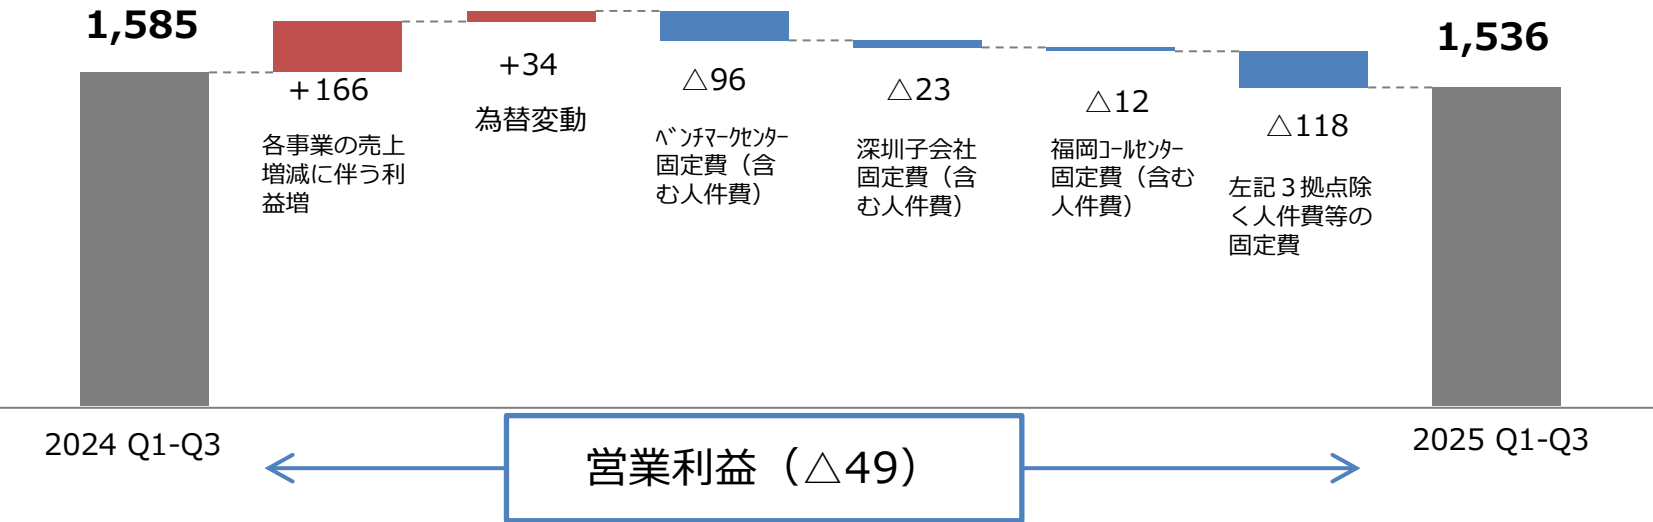 1,585
+166
各事業の売上
増減に伴う利
益増
+34
為替変動
△96
ﾍﾞﾝﾁﾏｰｸｾﾝﾀｰ
固定費（含
む人件費）
△23
深圳子会社
固定費（含
む人件費）
△12
福岡ｺｰﾙｾﾝﾀｰ
固定費（含む
人件費）
△118
左記３拠点除
く人件費等の
固定費
1,536
2024 Q1-Q3
営業利益（△49）
2025 Q1-Q3